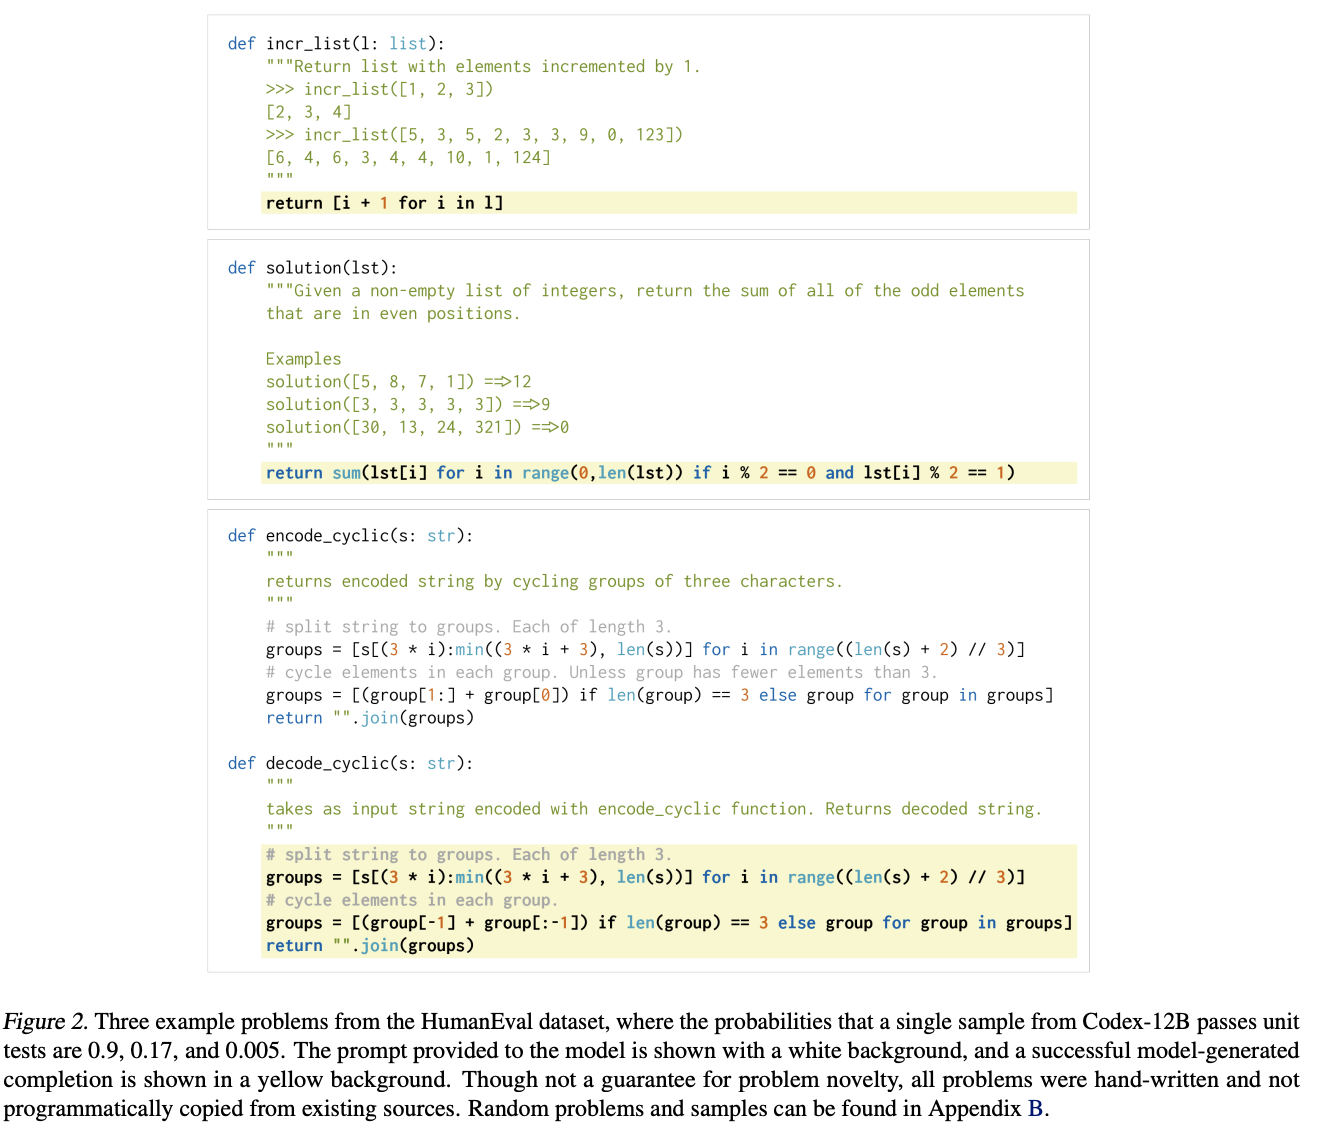 def incr_list(l: list):
    """Return list with elements incremented by 1.
    >>> incr_list([1, 2, 3])
    [2, 3, 4]
    >>> incr_list([5, 3, 5, 2, 3, 3, 9, 0, 123])
    [6, 4, 6, 3, 4, 4, 10, 1, 124]
    """
    return [i + 1 for i in l]
def solution(lst):
    """Given a non-empty list of integers, return the sum of all of the odd elements
    that are in even positions.

    Examples
    solution([5, 8, 7, 1]) ==>12
    solution([3, 3, 3, 3, 3]) ==>9
    solution([30, 13, 24, 321]) ==>0
    """
    return sum(lst[i] for i in range(0,len(lst)) if i % 2 == 0 and lst[i] % 2 == 1)
def encode_cyclic(s: str):
    """
    returns encoded string by cycling groups of three characters.
    """
    # split string to groups. Each of length 3.
    groups = [s[(3 * i):min((3 * i + 3), len(s))] for i in range((len(s) + 2) // 3)]
    # cycle elements in each group. Unless group has fewer elements than 3.
    groups = [(group[1:] + group[0]) if len(group) == 3 else group for group in groups]
    return "".join(groups)

def decode_cyclic(s: str):
    """
    takes as input string encoded with encode_cyclic function. Returns decoded string.
    """
    # split string to groups. Each of length 3.
    groups = [s[(3 * i):min((3 * i + 3), len(s))] for i in range((len(s) + 2) // 3)]
    # cycle elements in each group.
    groups = [(group[-1] + group[:-1]) if len(group) == 3 else group for group in groups]
    return "".join(groups)
Figure 2. Three example problems from the HumanEval dataset, where the probabilities that a single sample from Codex-12B passes unit
tests are 0.9, 0.17, and 0.005. The prompt provided to the model is shown with a white background, and a successful model-generated
completion is shown in a yellow background. Though not a guarantee for problem novelty, all problems were hand-written and not
programmatically copied from existing sources. Random problems and samples can be found in Appendix B.